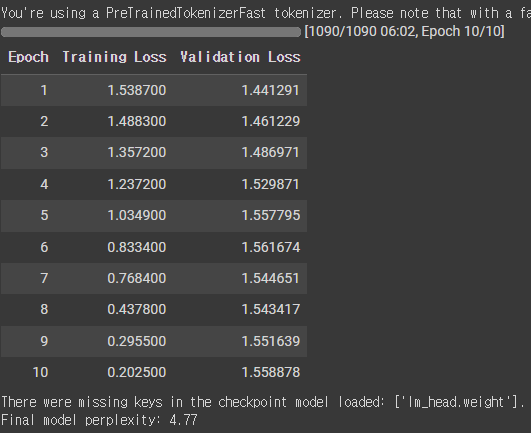 You're using a PreTrainedTokenizerFast tokenizer. Please note that with a fa
[1090/1090 06:02, Epoch 10/10]
Epoch Training Loss Validation Loss
1 1.538700 1.441291
2 1.488300 1.461229
3 1.357200 1.486971
4 1.237200 1.529871
5 1.034900 1.557795
6 0.833400 1.561674
7 0.768400 1.544651
8 0.437800 1.543417
9 0.295500 1.551639
10 0.202500 1.558878
There were missing keys in the checkpoint model loaded: ['lm_head.weight'].
Final model perplexity: 4.77